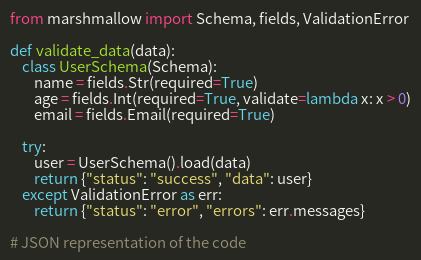 from marshmallow import Schema, fields, ValidationError

def validate_data(data):
    class UserSchema(Schema):
        name = fields.Str(required=True)
        age = fields.Int(required=True, validate=lambda x: x > 0)
        email = fields.Email(required=True)

    try:
        user = UserSchema().load(data)
        return {"status": "success", "data": user}
    except ValidationError as err:
        return {"status": "error", "errors": err.messages}

# JSON representation of the code